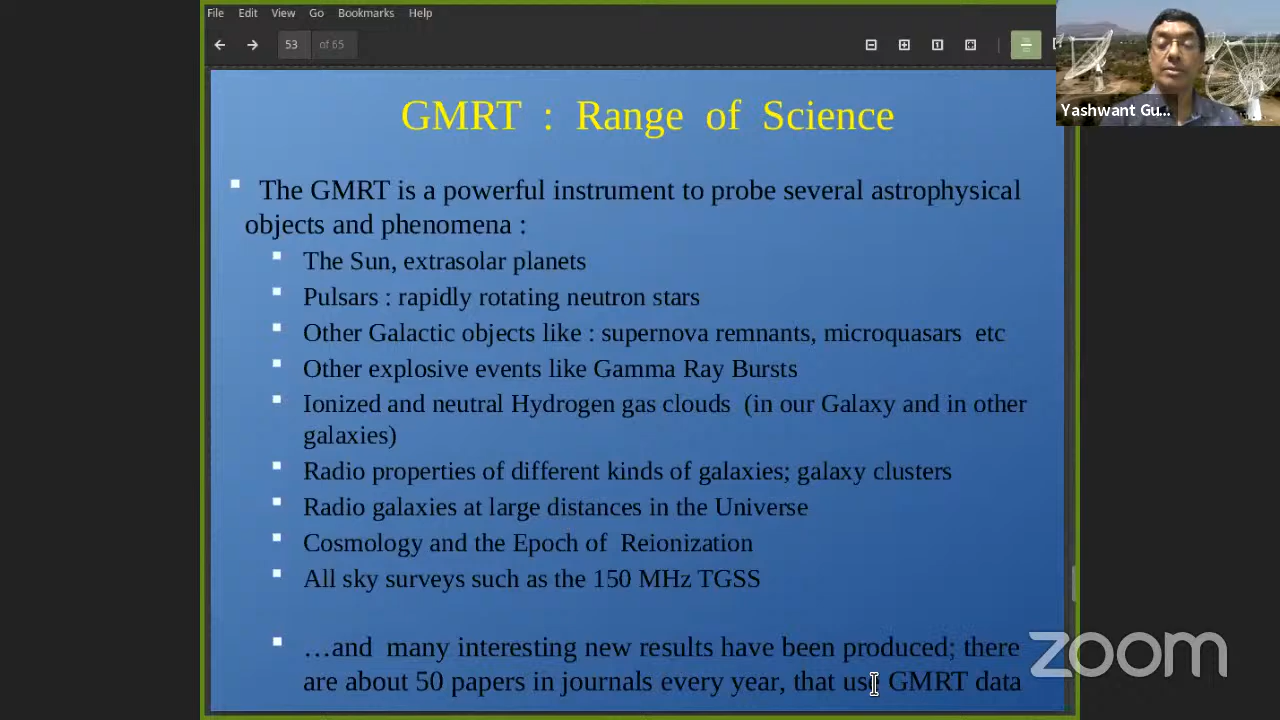 File Edit View Go Bookmarks Help
53 of 65
Yashwant Gu...
GMRT : Range of Science
The GMRT is a powerful instrument to probe several astrophysical
objects and phenomena :
The Sun, extrasolar planets
Pulsars : rapidly rotating neutron stars
Other Galactic objects like : supernova remnants, microquasars etc
Other explosive events like Gamma Ray Bursts
Ionized and neutral Hydrogen gas clouds (in our Galaxy and in other
galaxies)
Radio properties of different kinds of galaxies; galaxy clusters
Radio galaxies at large distances in the Universe
Cosmology and the Epoch of Reionization
All sky surveys such as the 150 MHz TGSS
…and many interesting new results have been produced; there
are about 50 papers in journals every year, that use GMRT data
zoom